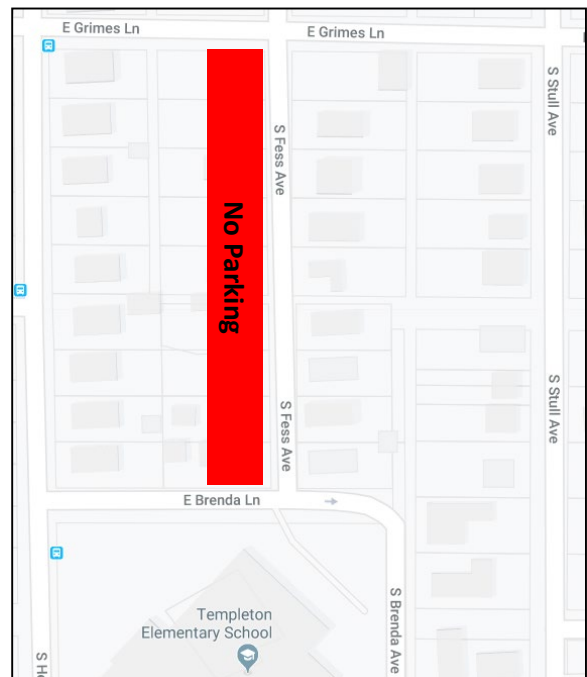 E Grimes Ln
E Grimes Ln
S Stull Ave
S Fess Ave
No Parking
S Stull Ave
S Fess Ave
E Brenda Ln
S Brenda Ave
Templeton
Elementary School
S He